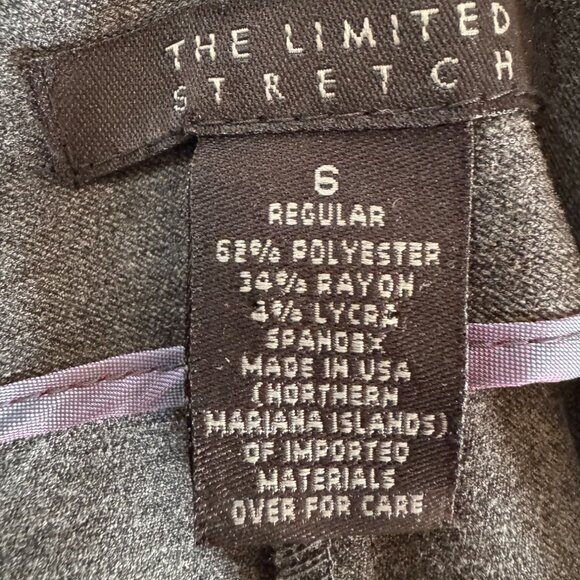 THE LIMITED
STRETCH
6
REGULAR
62% POLYESTER
34% RAYON
4% LYCRA
SPANDEX
MADE IN USA
(NORTHERN
MARIANA ISLANDS)
OF IMPORTED
MATERIALS
OVER FOR CARE